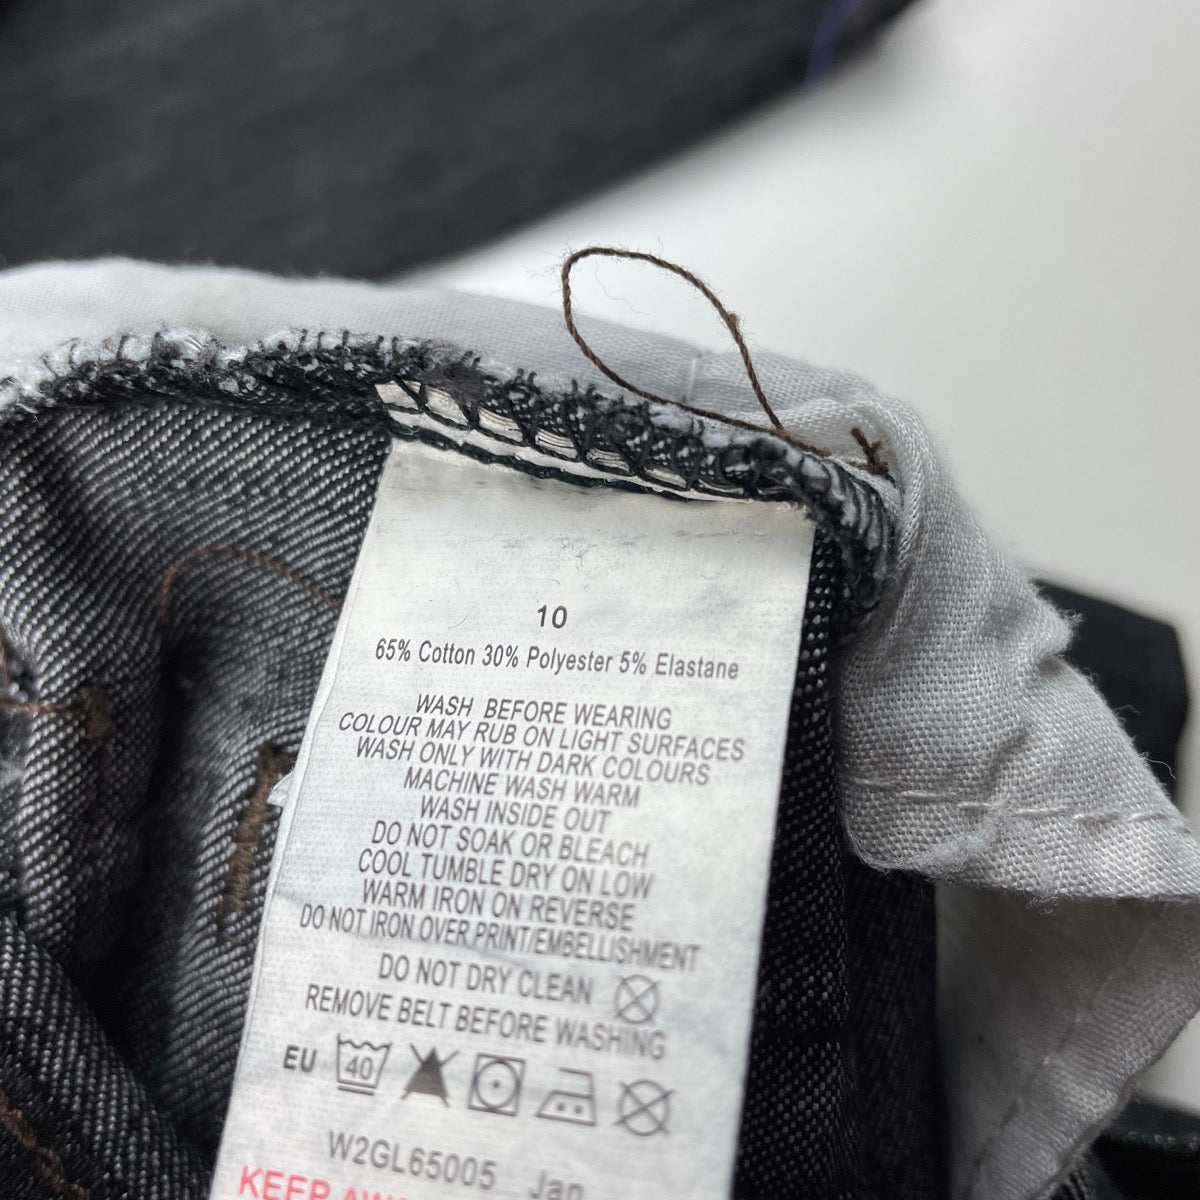 10
65% Cotton 30% Polyester 5% Elastane
WASH BEFORE WEARING
COLOUR MAY RUB ON LIGHT SURFACES
WASH ONLY WITH DARK COLOURS
MACHINE WASH WARM
WASH INSIDE OUT
DO NOT SOAK OR BLEACH
COOL TUMBLE DRY ON LOW
WARM IRON ON REVERSE
DO NOT IRON OVER PRINT/EMBELLISHMENT
DO NOT DRY CLEAN
REMOVE BELT BEFORE WASHING
EU 40
W2GL65005 Jan
KEEP